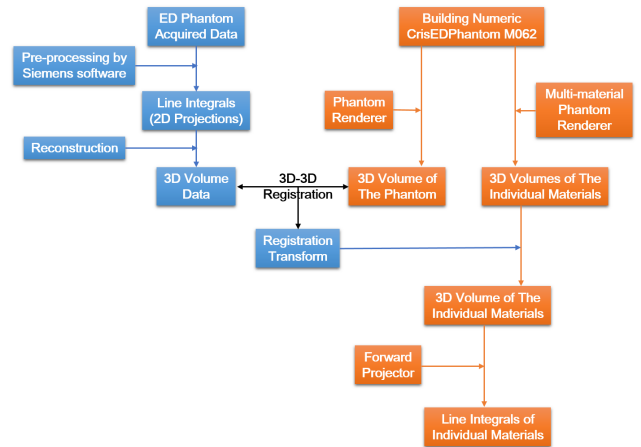 ED Phantom
Acquired Data
Building Numeric
CrisEDPhantom M062
Pre-processing by
Siemens software
Line Integrals
(2D Projections)
Phantom
Renderer
Multi-material
Phantom
Renderer
Reconstruction
3D Volume
Data
3D-3D
Registration
3D Volume of
The Phantom
3D Volumes of The
Individual Materials
Registration
Transform
3D Volume of The
Individual Materials
Forward
Projector
Line Integrals of
Individual Materials